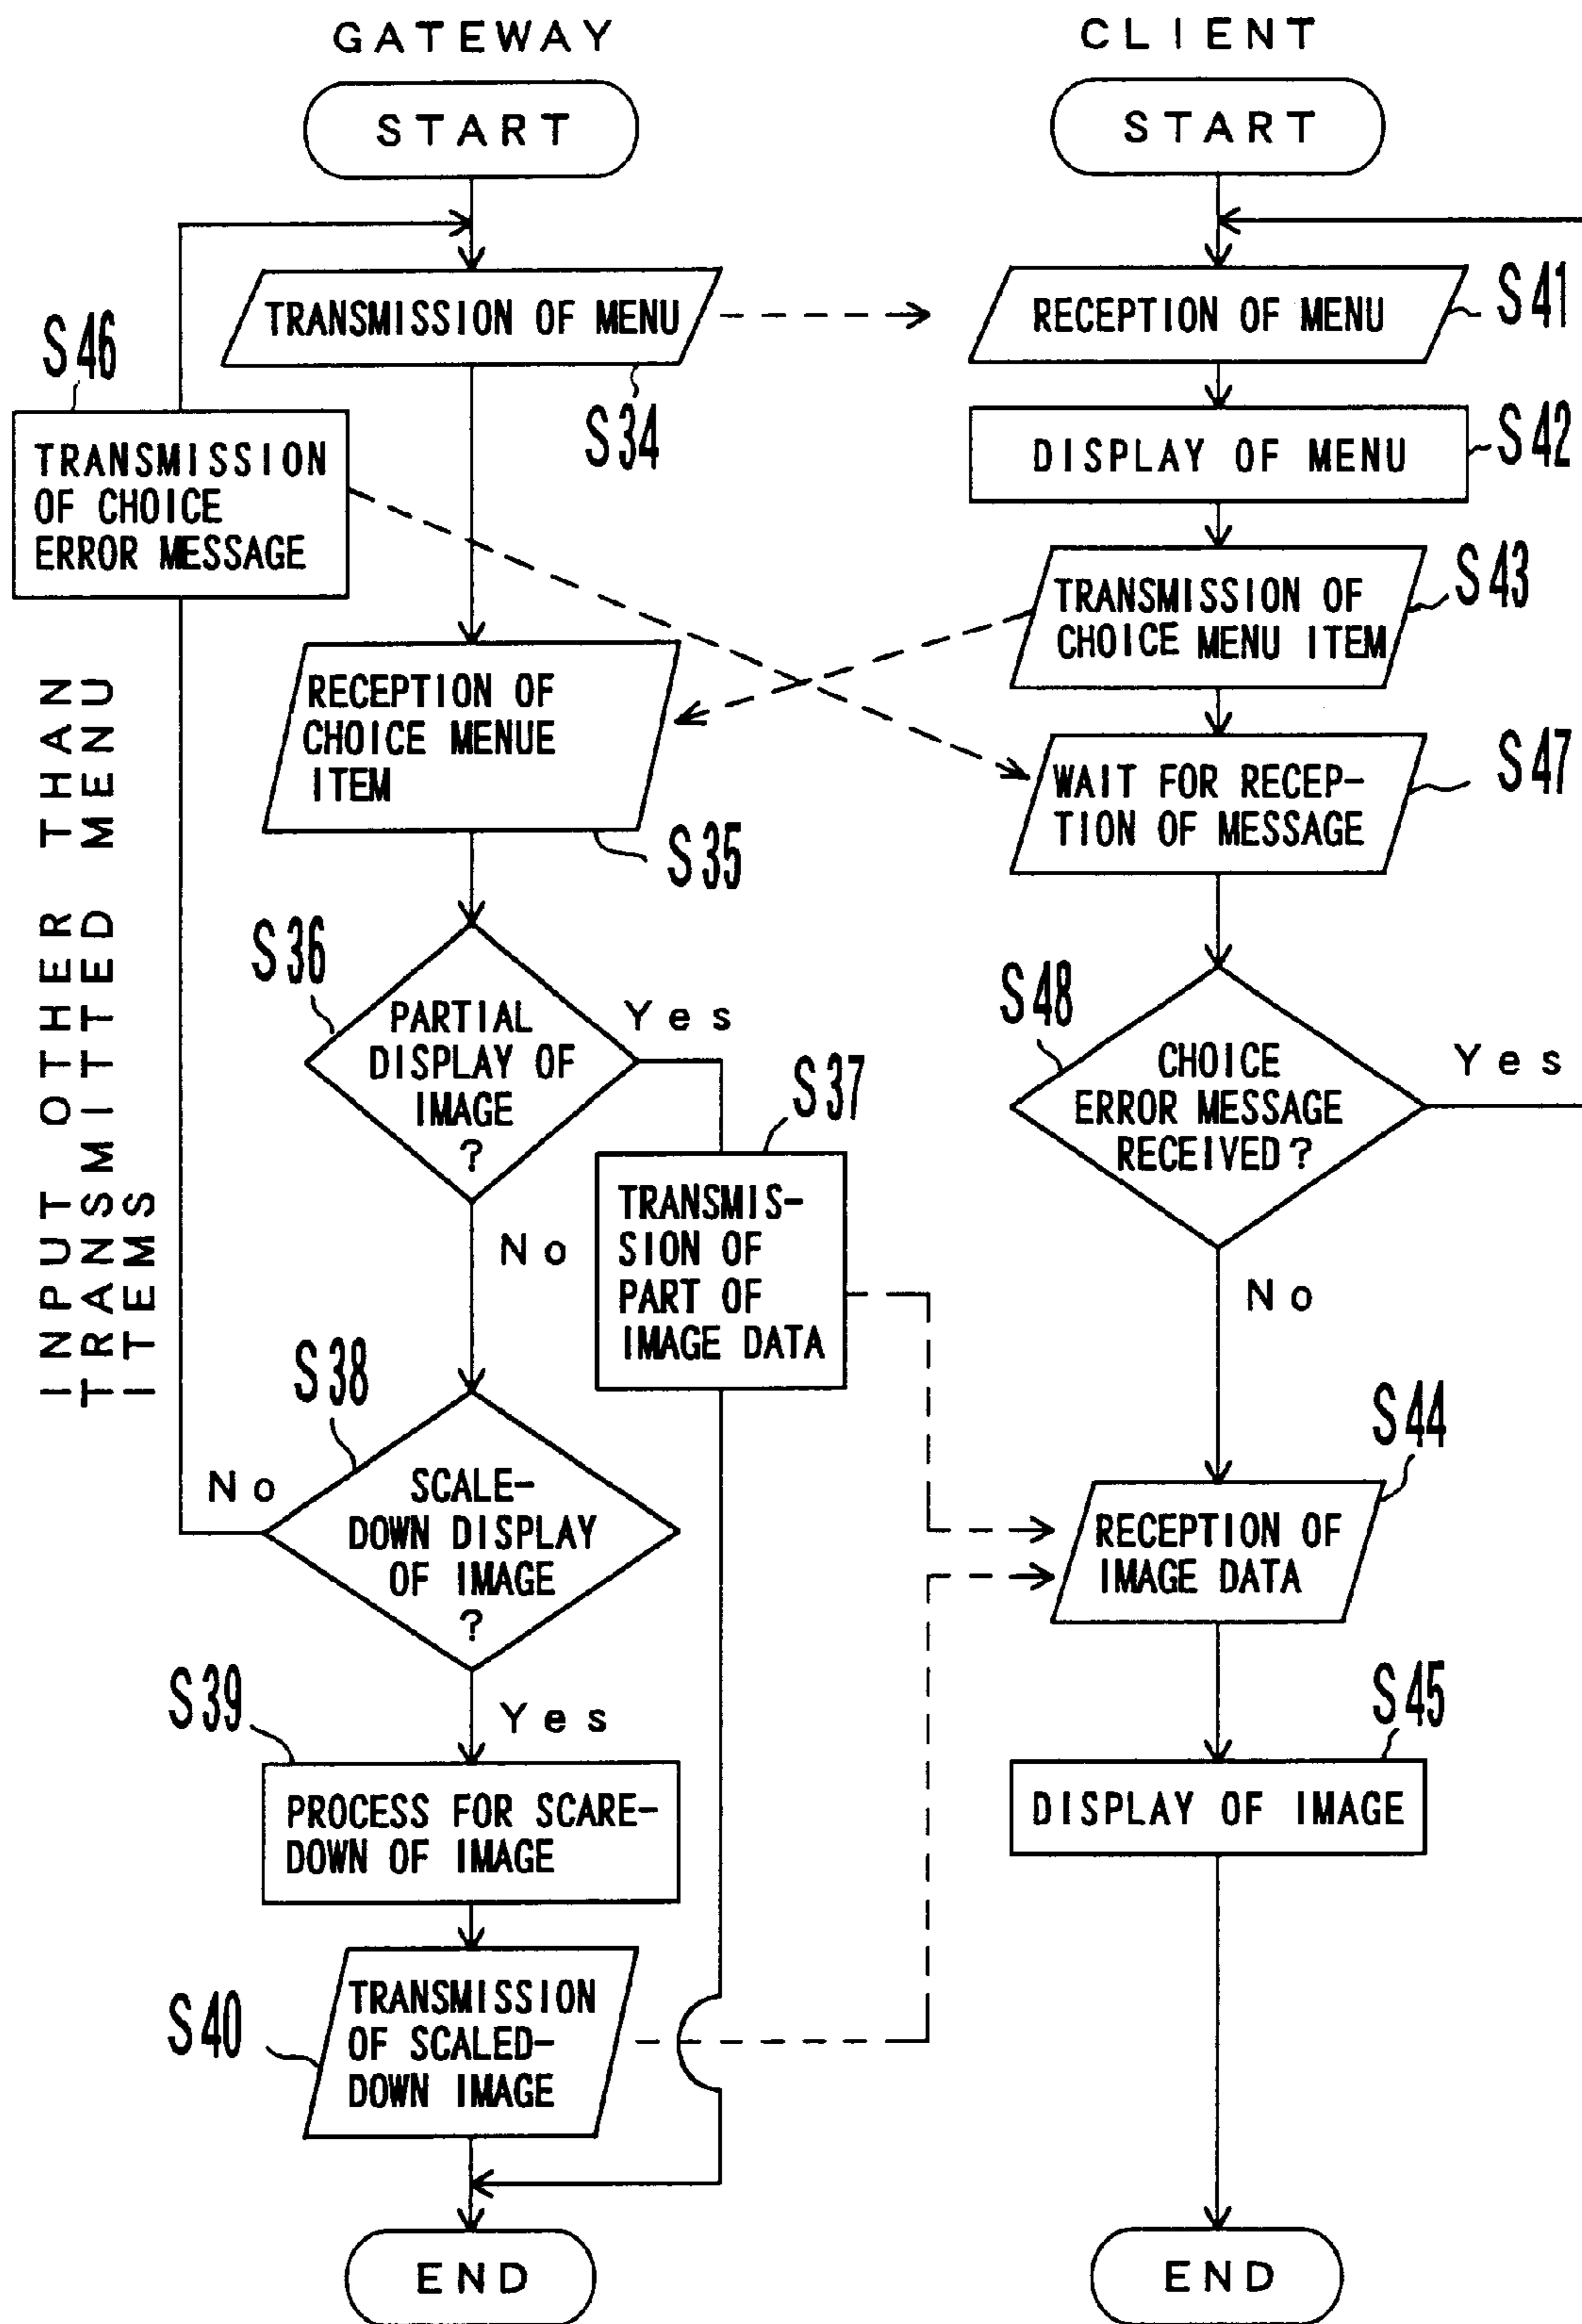 GATEWAY
START
TRANSMISSION OF MENU
S34
S46
TRANSMISSION
OF CHOICE
ERROR MESSAGE
RECEPTION OF
CHOICE MENUE
ITEM
S35
INPUT OTHER THAN
TRANSMITTED MENU
ITEMS
S36
PARTIAL
DISPLAY OF
IMAGE
?
Yes
No
S37
TRANSMIS-
SION OF
PART OF
IMAGE DATA
S38
SCALE-
DOWN DISPLAY
OF IMAGE
?
No
Yes
S39
PROCESS FOR SCARE-
DOWN OF IMAGE
S40
TRANSMISSION
OF SCALED-
DOWN IMAGE
END
CLIENT
START
RECEPTION OF MENU
S41
DISPLAY OF MENU
S42
TRANSMISSION OF
CHOICE MENU ITEM
S43
WAIT FOR RECEP-
TION OF MESSAGE
S47
S48
CHOICE
ERROR MESSAGE
RECEIVED?
Yes
No
S44
RECEPTION OF
IMAGE DATA
S45
DISPLAY OF IMAGE
END